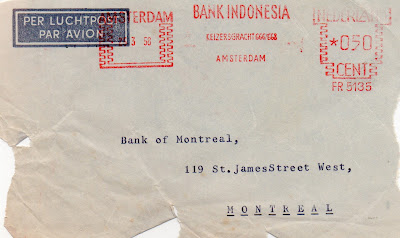 PER LUCHTPOST
PAR AVION
AMSTERDAM
3 58
BANK INDONESIA
KEIZERSGRACHT 666/668
AMSTERDAM
NEDERLAND
*050
CENT
FR 5135
Bank of Montreal,
119 St.JamesStreet West,
MONTREAL